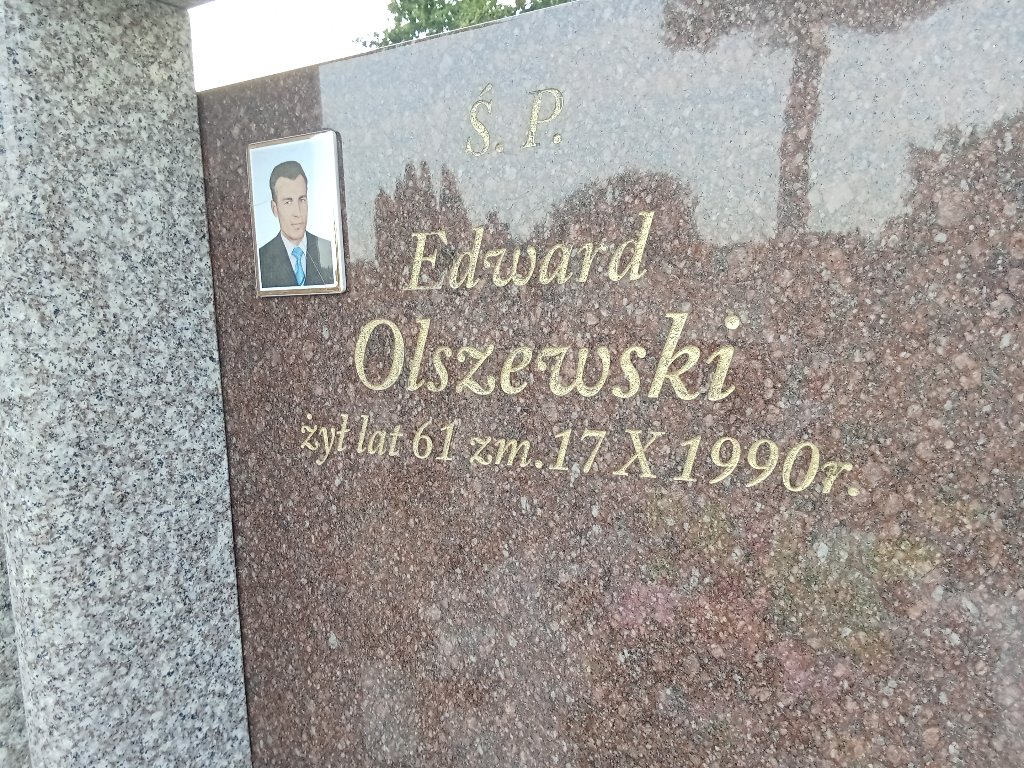 Ś. P.
Edward
Olszewski
żył lat 61 zm. 17 X 1990r.